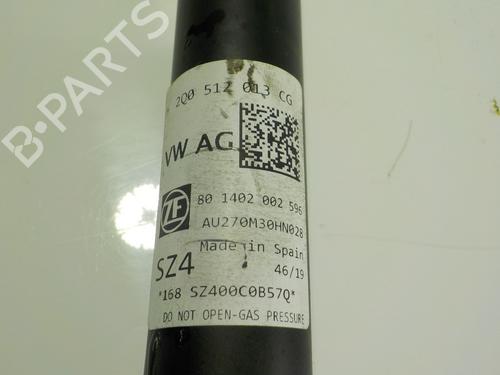 2Q0 512 013 CG
VW AG
ZF
80 1402 002 596
AU270M30HN028
Made in Spain
SZ4
46/19
*168 SZ400C0B57Q*
DO NOT OPEN-GAS PRESSURE
B-PARTS